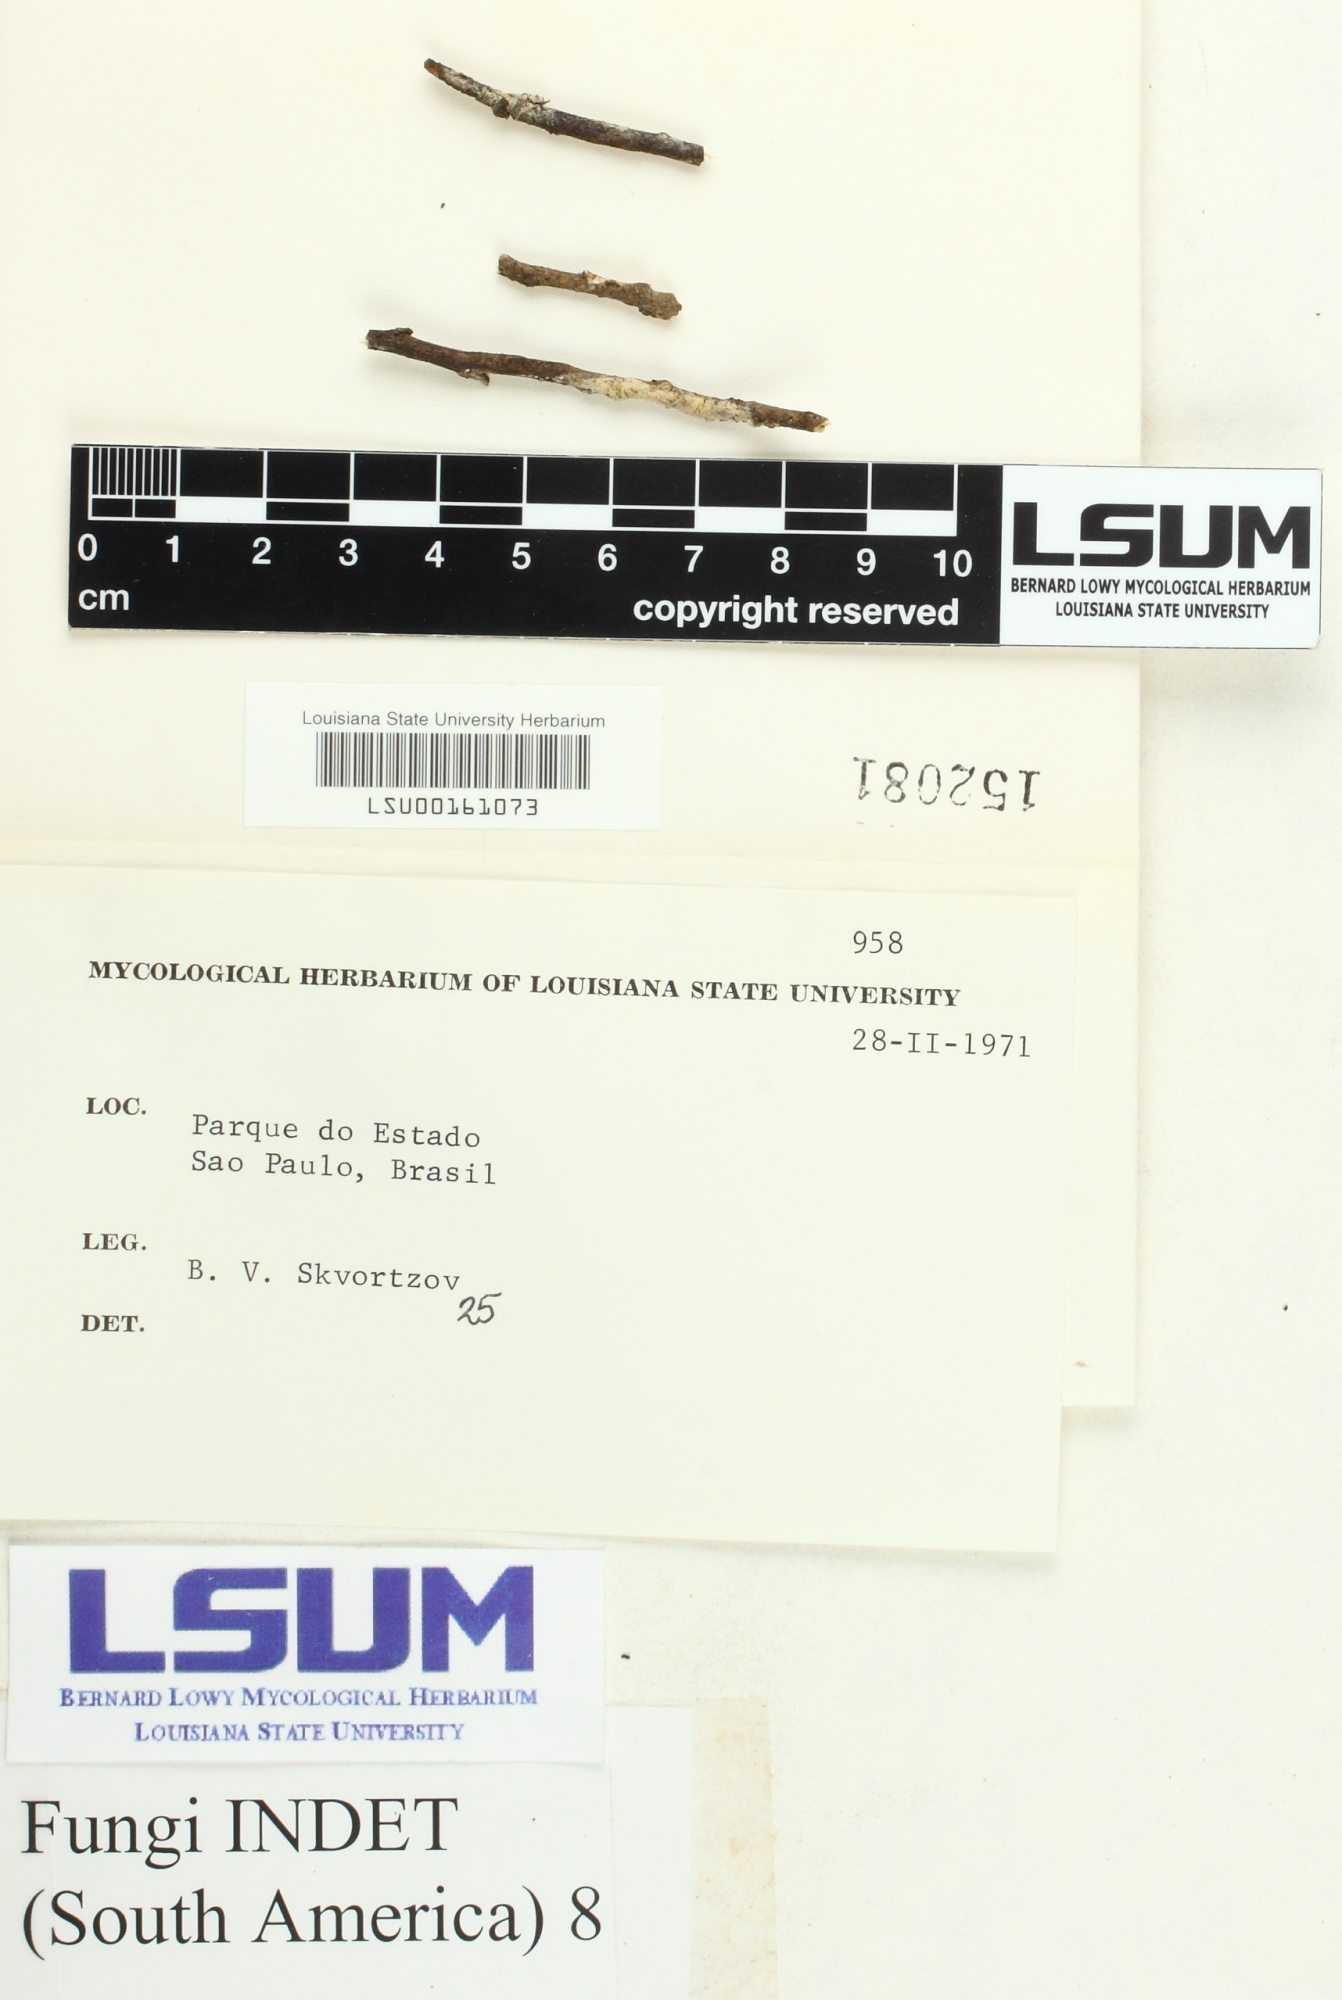 0 1 2 3 4 5 6 7 8 9 10
cm
copyright reserved
LSUM
BERNARD LOWY MYCOLOGICAL HERBARIUM
LOUISIANA STATE UNIVERSITY
Louisiana State University Herbarium
LSU00161073
152081
958
MYCOLOGICAL HERBARIUM OF LOUISIANA STATE UNIVERSITY
28-II-1971
LOC.
Parque do Estado
Sao Paulo, Brasil
LEG.
B. V. Skvortzov
25
DET.
LSUM
BERNARD LOWY MYCOLOGICAL HERBARIUM
LOUISIANA STATE UNIVERSITY
Fungi INDET
(South America) 8